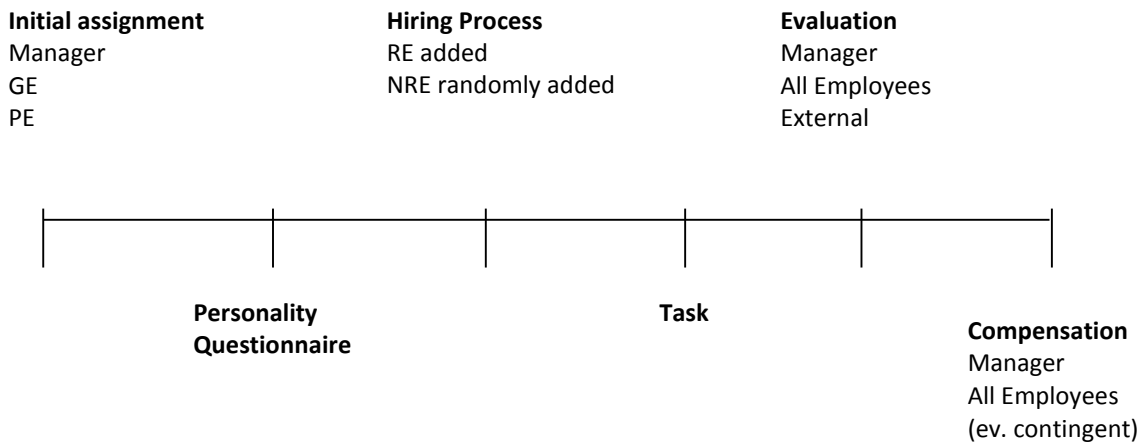 Initial assignment
Manager
GE
PE
Hiring Process
RE added
NRE randomly added
Evaluation
Manager
All Employees
External
Personality
Questionnaire
Task
Compensation
Manager
All Employees
(ev. contingent)